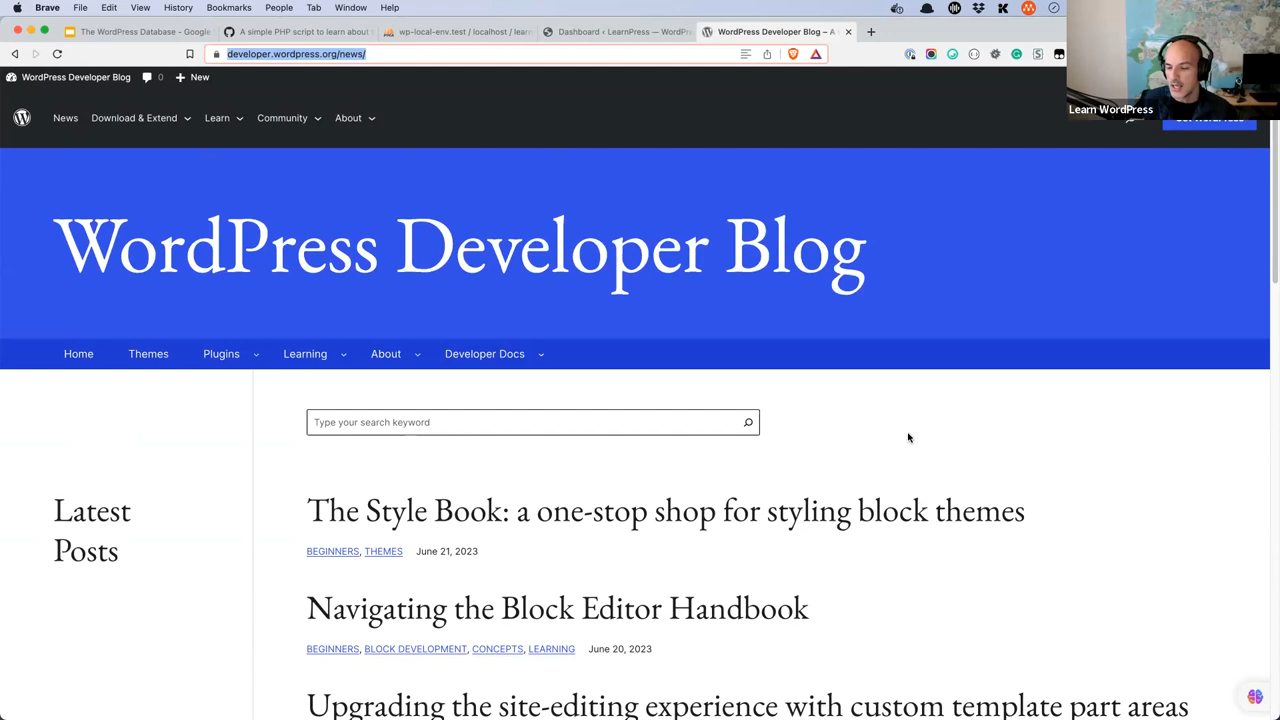 Brave File Edit View History Bookmarks People Tab Window Help
The WordPress Database - Google
A simple PHP script to learn about
wp-local-env.test / localhost / learn
Dashboard ‹ LearnPress — WordPr
WordPress Developer Blog – A
developer.wordpress.org/news/
WordPress Developer Blog 0 New
Learn WordPress
News Download & Extend Learn Community About
WordPress Developer Blog
Home Themes Plugins Learning About Developer Docs
Type your search keyword
Latest
Posts
The Style Book: a one-stop shop for styling block themes
BEGINNERS, THEMES June 21, 2023
Navigating the Block Editor Handbook
BEGINNERS, BLOCK DEVELOPMENT, CONCEPTS, LEARNING June 20, 2023
Upgrading the site-editing experience with custom template part areas